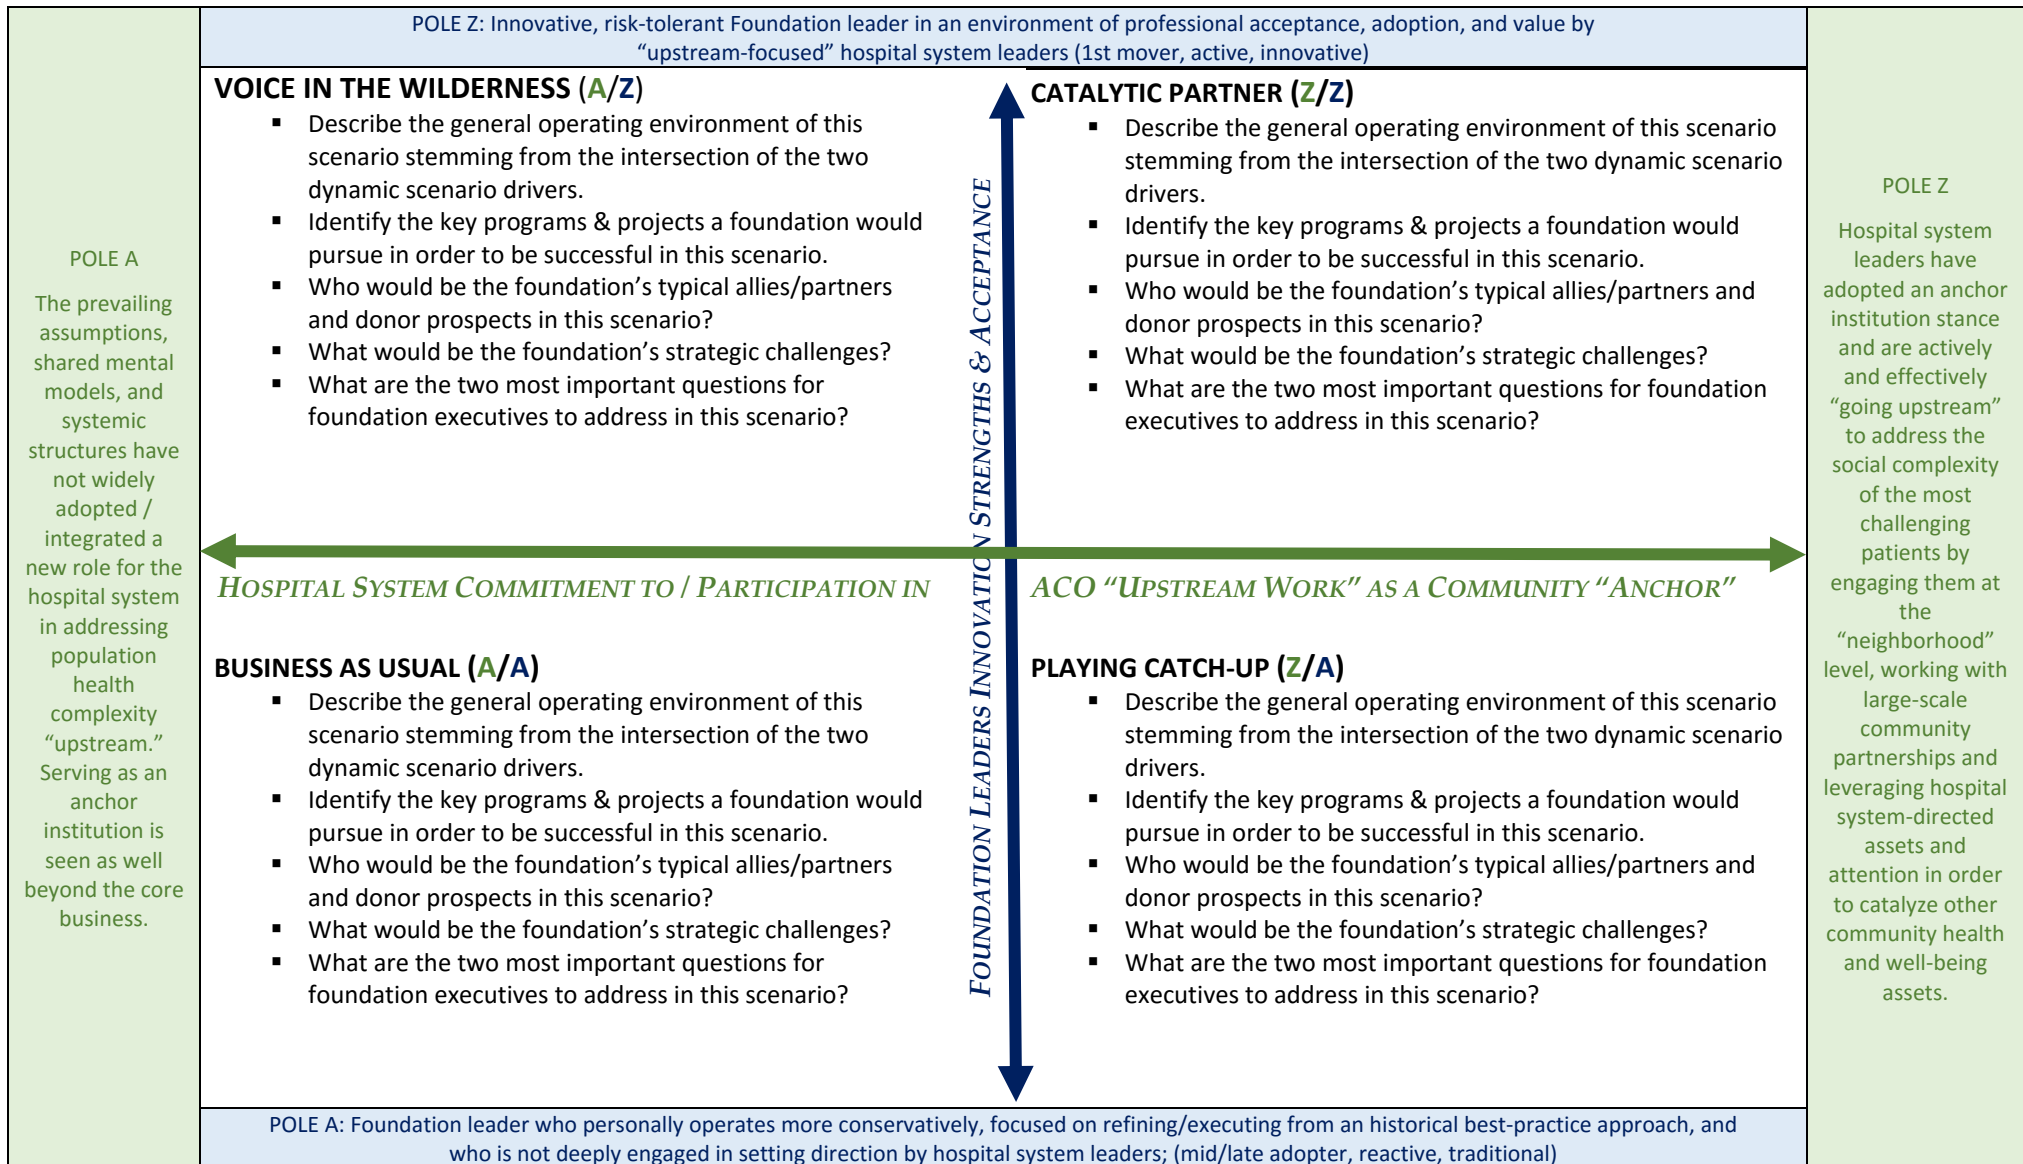 POLE Z: Innovative, risk-tolerant Foundation leader in an environment of professional acceptance, adoption, and value by
“upstream-focused” hospital system leaders (1st mover, active, innovative)
POLE A
The prevailing
assumptions,
shared mental
models, and
systemic
structures have
not widely
adopted /
integrated a
new role for the
hospital system
in addressing
population
health
complexity
“upstream.”
Serving as an
anchor
institution is
seen as well
beyond the core
business.
VOICE IN THE WILDERNESS (A/Z)
▪ Describe the general operating environment of this
scenario stemming from the intersection of the two
dynamic scenario drivers.
▪ Identify the key programs & projects a foundation would
pursue in order to be successful in this scenario.
▪ Who would be the foundation’s typical allies/partners
and donor prospects in this scenario?
▪ What would be the foundation’s strategic challenges?
▪ What are the two most important questions for
foundation executives to address in this scenario?
CATALYTIC PARTNER (Z/Z)
▪ Describe the general operating environment of this scenario
stemming from the intersection of the two dynamic scenario
drivers.
▪ Identify the key programs & projects a foundation would
pursue in order to be successful in this scenario.
▪ Who would be the foundation’s typical allies/partners and
donor prospects in this scenario?
▪ What would be the foundation’s strategic challenges?
▪ What are the two most important questions for foundation
executives to address in this scenario?
FOUNDATION LEADERS INNOVATION STRENGTHS & ACCEPTANCE
HOSPITAL SYSTEM COMMITMENT TO / PARTICIPATION IN
ACO “UPSTREAM WORK” AS A COMMUNITY “ANCHOR”
BUSINESS AS USUAL (A/A)
▪ Describe the general operating environment of this
scenario stemming from the intersection of the two
dynamic scenario drivers.
▪ Identify the key programs & projects a foundation would
pursue in order to be successful in this scenario.
▪ Who would be the foundation’s typical allies/partners
and donor prospects in this scenario?
▪ What would be the foundation’s strategic challenges?
▪ What are the two most important questions for
foundation executives to address in this scenario?
PLAYING CATCH-UP (Z/A)
▪ Describe the general operating environment of this scenario
stemming from the intersection of the two dynamic scenario
drivers.
▪ Identify the key programs & projects a foundation would
pursue in order to be successful in this scenario.
▪ Who would be the foundation’s typical allies/partners and
donor prospects in this scenario?
▪ What would be the foundation’s strategic challenges?
▪ What are the two most important questions for foundation
executives to address in this scenario?
POLE Z
Hospital system
leaders have
adopted an anchor
institution stance
and are actively
and effectively
“going upstream”
to address the
social complexity
of the most
challenging
patients by
engaging them at
the
“neighborhood”
level, working with
large-scale
community
partnerships and
leveraging hospital
system-directed
assets and
attention in order
to catalyze other
community health
and well-being
assets.
POLE A: Foundation leader who personally operates more conservatively, focused on refining/executing from an historical best-practice approach, and
who is not deeply engaged in setting direction by hospital system leaders; (mid/late adopter, reactive, traditional)